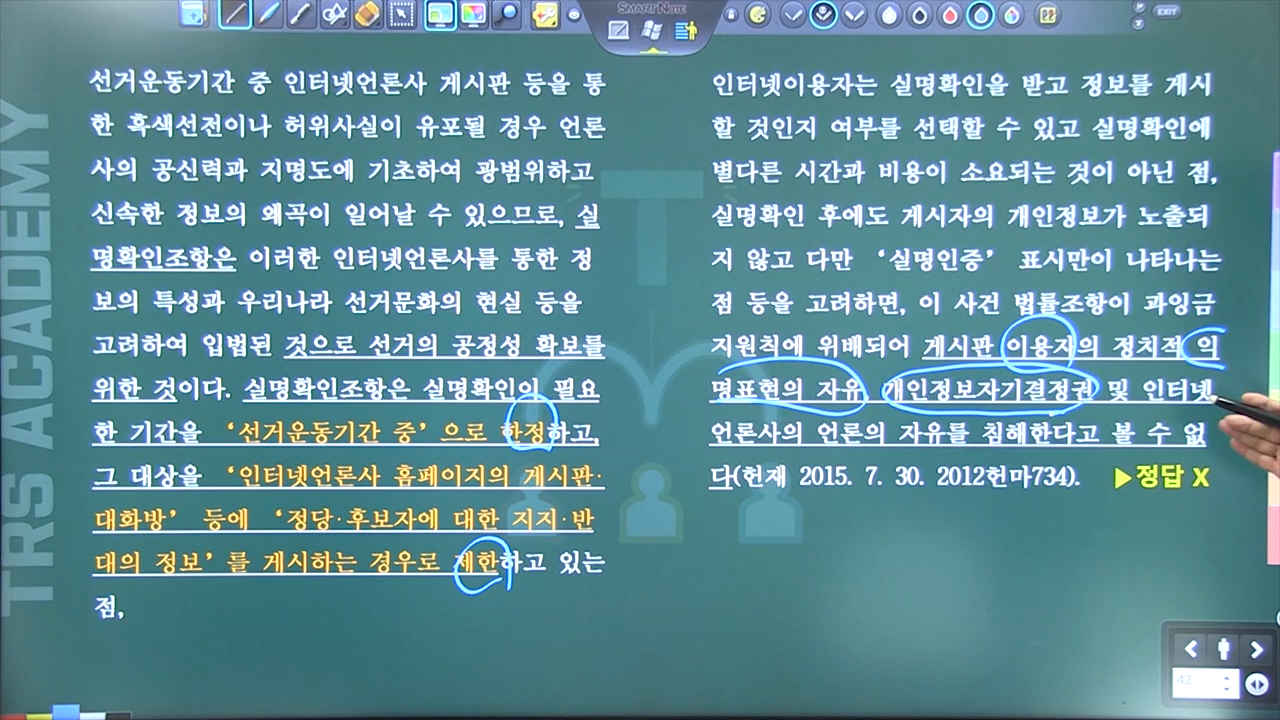 SMARTNOTE
EXIT
TRS ACADEMY
선거운동기간 중 인터넷언론사 게시판 등을 통
한 흑색선전이나 허위사실이 유포될 경우 언론
사의 공신력과 지명도에 기초하여 광범위하고
신속한 정보의 왜곡이 일어날 수 있으므로, 실
명확인조항은 이러한 인터넷언론사를 통한 정
보의 특성과 우리나라 선거문화의 현실 등을
고려하여 입법된 것으로 선거의 공정성 확보를
위한 것이다. 실명확인조항은 실명확인이 필요
한 기간을 ‘선거운동기간 중’으로 한정하고,
그 대상을 ‘인터넷언론사 홈페이지의 게시판·
대화방’ 등에 ‘정당·후보자에 대한 지지·반
대의 정보’를 게시하는 경우로 제한하고 있는
점,
인터넷이용자는 실명확인을 받고 정보를 게시
할 것인지 여부를 선택할 수 있고 실명확인에
별다른 시간과 비용이 소요되는 것이 아닌 점,
실명확인 후에도 게시자의 개인정보가 노출되
지 않고 다만 ‘실명인증’ 표시만이 나타나는
점 등을 고려하면, 이 사건 법률조항이 과잉금
지원칙에 위배되어 게시판 이용자의 정치적 익
명표현의 자유, 개인정보자기결정권 및 인터넷
언론사의 언론의 자유를 침해한다고 볼 수 없
다(헌재 2015. 7. 30. 2012헌마734). ▶정답 X
42